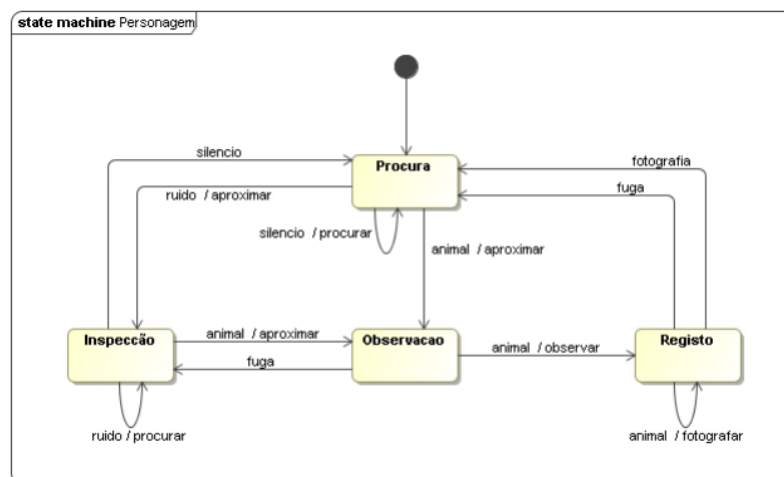 state machine Personagem
silencio
Procura
fotografia
ruido / aproximar
fuga
silencio / procurar
animal / aproximar
Inspeccão
animal / aproximar
Observacao
animal / observar
Registo
fuga
ruido / procurar
animal / fotografar